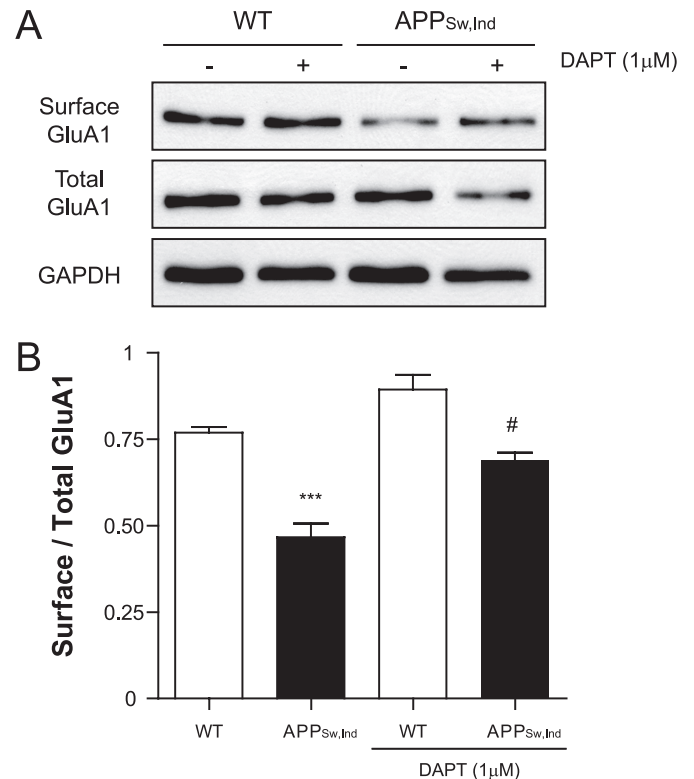 A
WT APPSw,Ind
- + - + DAPT (1μM)
Surface
GluA1
Total
GluA1
GAPDH
B
Surface / Total GluA1
1
0.75
0.50
0.25
0
***
#
WT APPSw,Ind WT APPSw,Ind
DAPT (1μM)